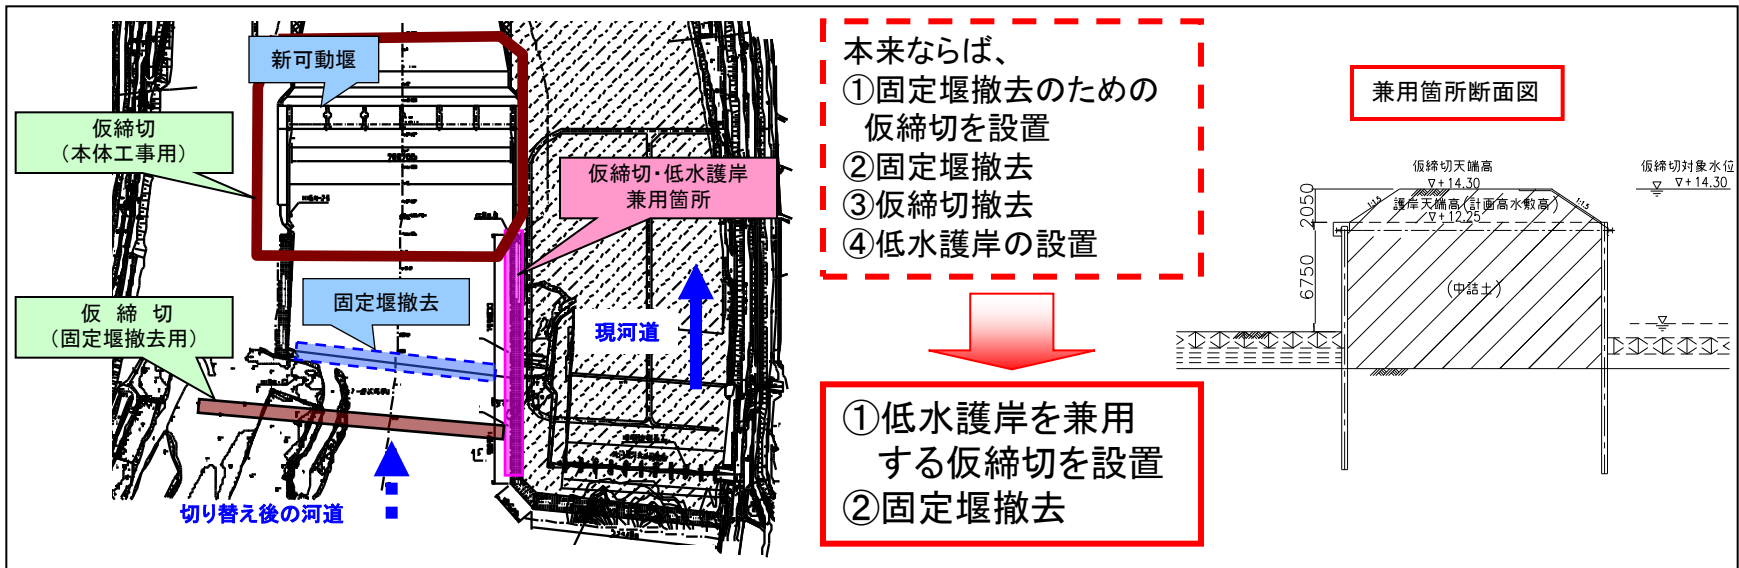 新可動堰
仮締切
（本体工事用）
仮締切・低水護岸
兼用箇所
仮 締 切
（固定堰撤去用）
固定堰撤去
現河道
切り替え後の河道
本来ならば、
①固定堰撤去のための
仮締切を設置
②固定堰撤去
③仮締切撤去
④低水護岸の設置
①低水護岸を兼用
する仮締切を設置
②固定堰撤去
兼用箇所断面図
仮締切天端高
▽+14.30
仮締切対象水位
▽+14.30
1:1.5
護岸天端高(計画高水敷高)
▽+12.25
1:1.5
2050
6750
(中詰土)